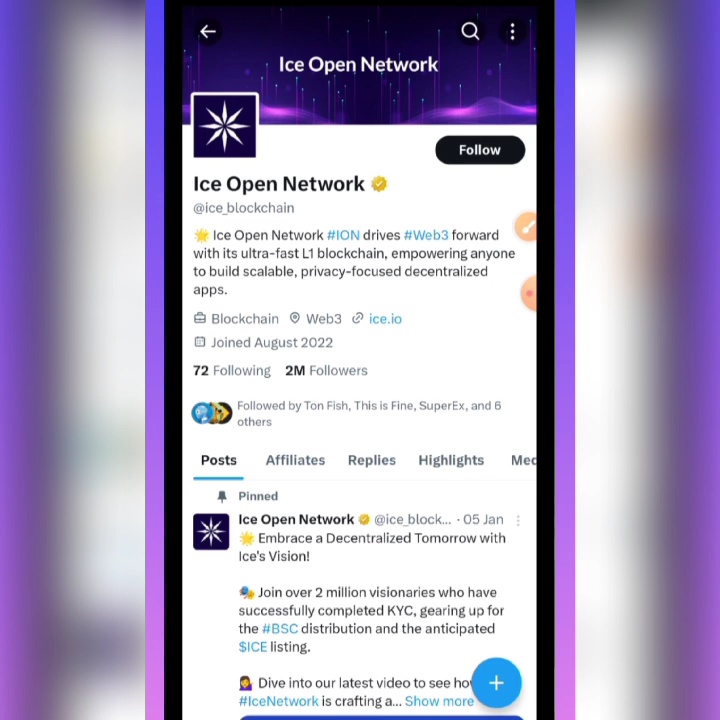 Ice Open Network
Follow
Ice Open Network
@ice_blockchain
🌟 Ice Open Network #ION drives #Web3 forward
with its ultra-fast L1 blockchain, empowering anyone
to build scalable, privacy-focused decentralized
apps.
Blockchain Web3 ice.io
Joined August 2022
72 Following 2M Followers
Followed by Ton Fish, This is Fine, SuperEx, and 6
others
Posts Affiliates Replies Highlights Med
Pinned
Ice Open Network @ice_block... · 05 Jan
🌟 Embrace a Decentralized Tomorrow with
Ice's Vision!
🎭 Join over 2 million visionaries who have
successfully completed KYC, gearing up for
the #BSC distribution and the anticipated
$ICE listing.
💁‍♀️ Dive into our latest video to see ho
#IceNetwork is crafting a... Show more